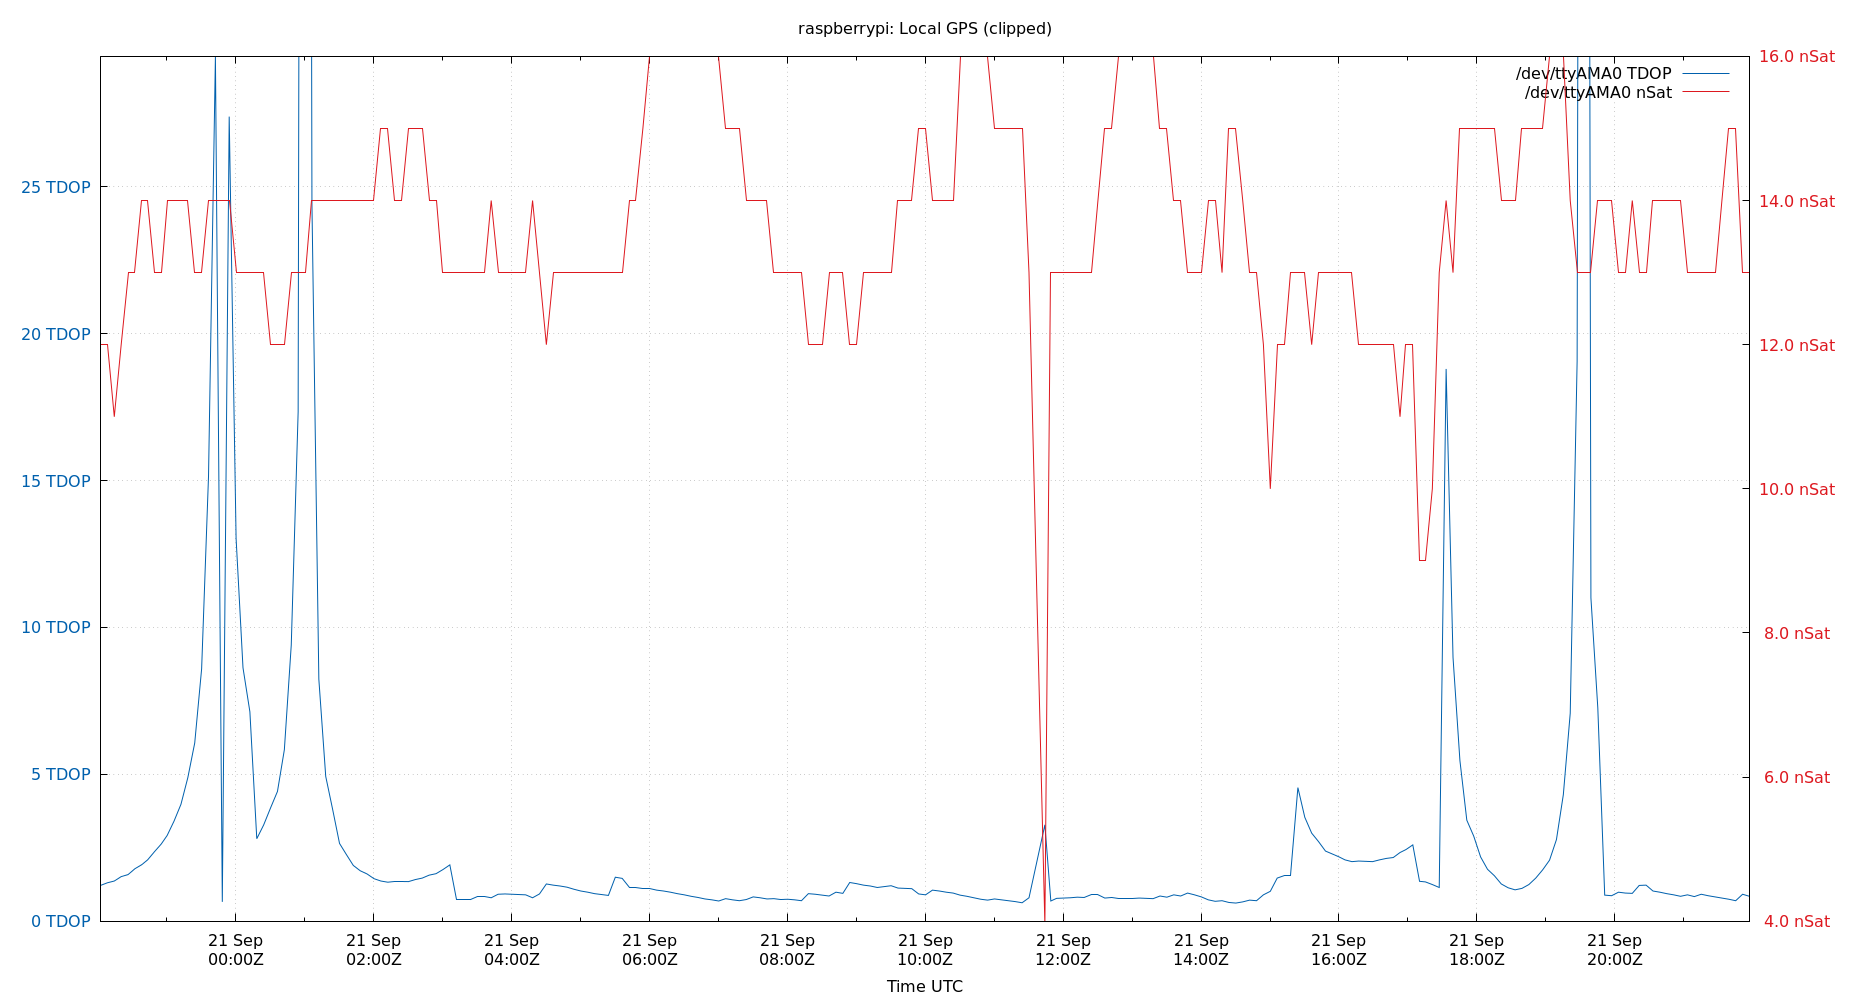 raspberrypi: Local GPS (clipped)
16.0 nSat
/dev/ttyAMA0 TDOP
/dev/ttyAMA0 nSat
25 TDOP
14.0 nSat
20 TDOP
12.0 nSat
15 TDOP
10.0 nSat
10 TDOP
8.0 nSat
5 TDOP
6.0 nSat
0 TDOP
4.0 nSat
21 Sep 21 Sep 21 Sep 21 Sep 21 Sep 21 Sep 21 Sep 21 Sep 21 Sep 21 Sep 21 Sep
00:00Z 02:00Z 04:00Z 06:00Z 08:00Z 10:00Z 12:00Z 14:00Z 16:00Z 18:00Z 20:00Z
Time UTC